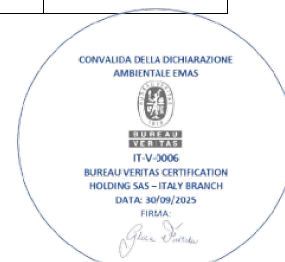 CONVALIDA DELLA DICHIARAZIONE
AMBIENTALE EMAS
BUREAU
VERITAS
IT-V-0006
BUREAU VERITAS CERTIFICATION
HOLDING SAS – ITALY BRANCH
DATA: 30/09/2025
FIRMA: